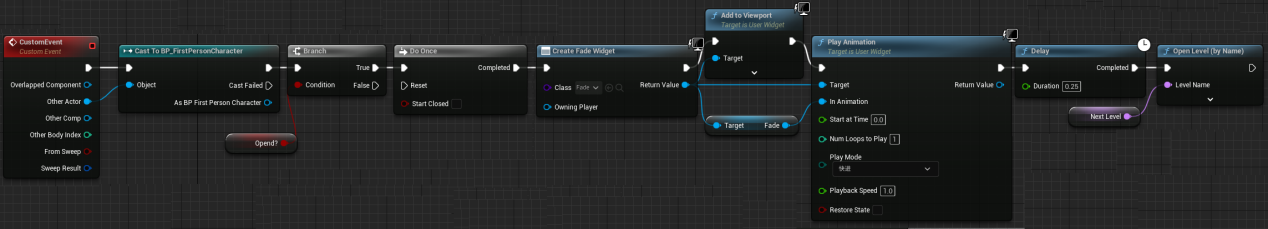 CustomEvent
Custom Event
Overlapped Component
Other Actor
Other Comp
Other Body Index
From Sweep
Sweep Result
Cast To BP_FirstPersonCharacter
Object
Cast Failed
As BP First Person Character
Opend?
Branch
Condition
True
False
Do Once
Reset
Start Closed
Completed
Create Fade Widget
Class
Fade
Owning Player
Return Value
f Add to Viewport
Target is User Widget
Target
Target
Fade
f Play Animation
Target is User Widget
Target
In Animation
Start at Time 0.0
Num Loops to Play 1
Play Mode
快进
Playback Speed 1.0
Restore State
Return Value
f Delay
Duration 0.25
Completed
Next Level
f Open Level (by Name)
Level Name